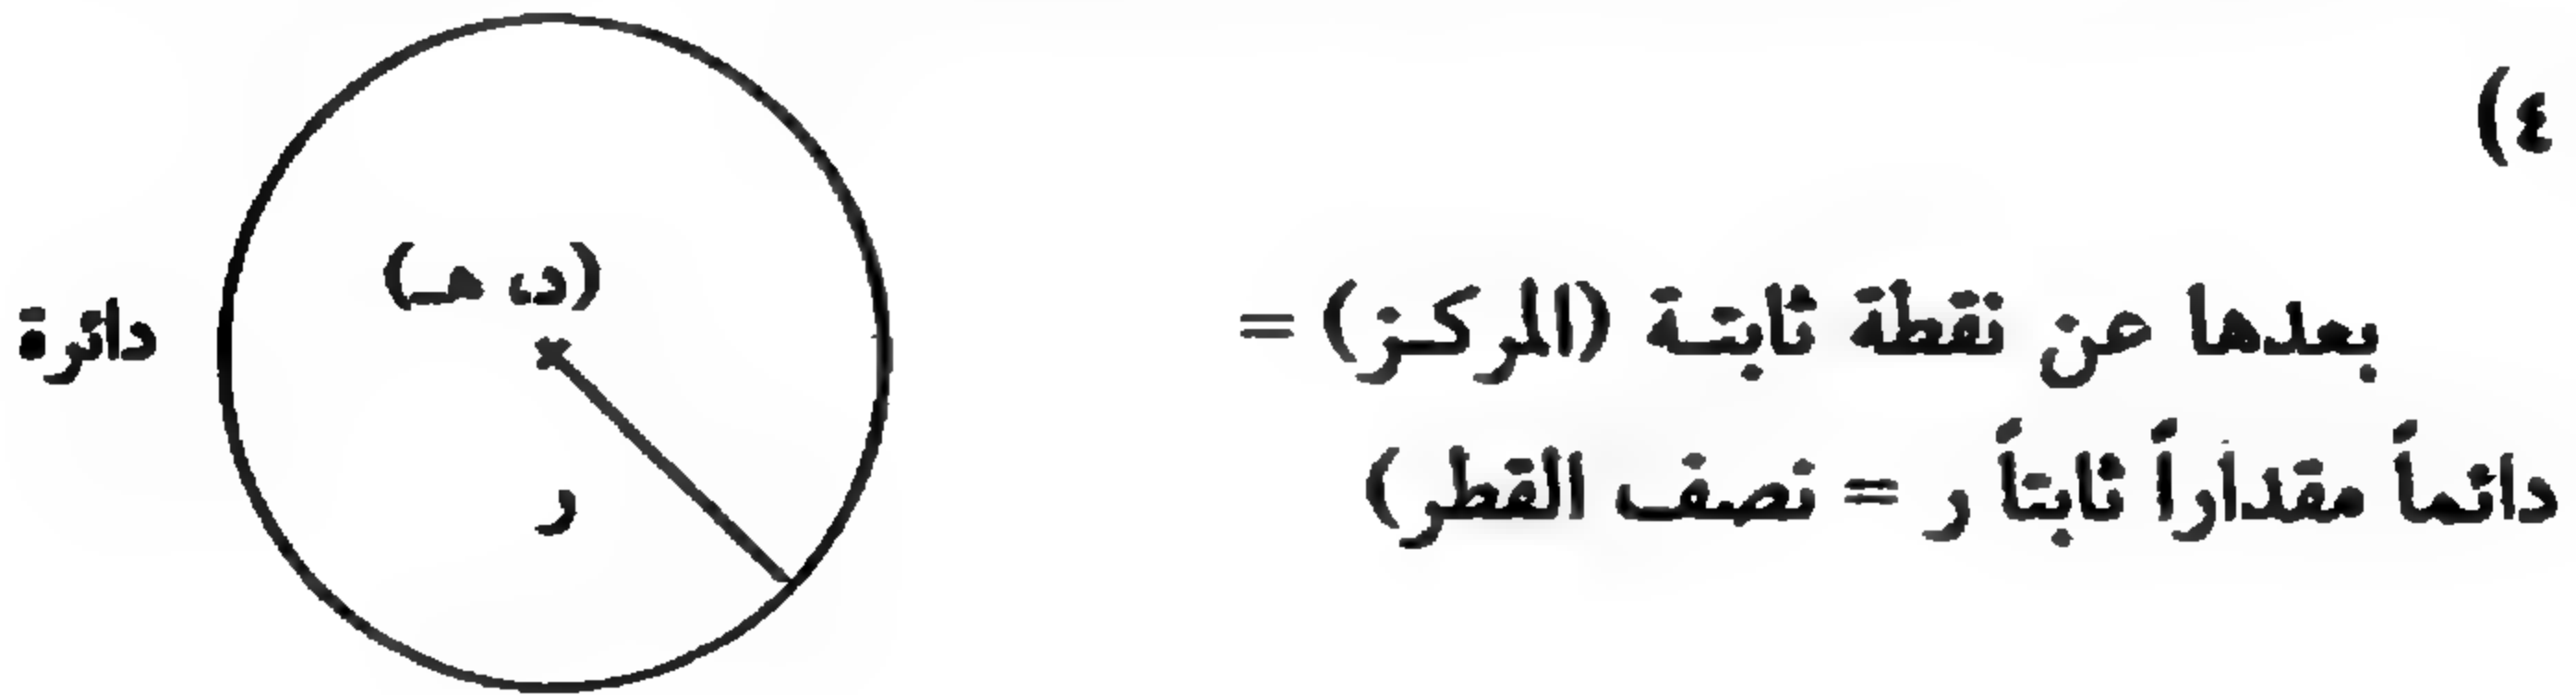 ٤)
بعدها عن نقطة ثابتة (المركز) =
دائماً مقداراً ثابتاً ر = نصف القطر)
(د، هـ)
ر
دائرة